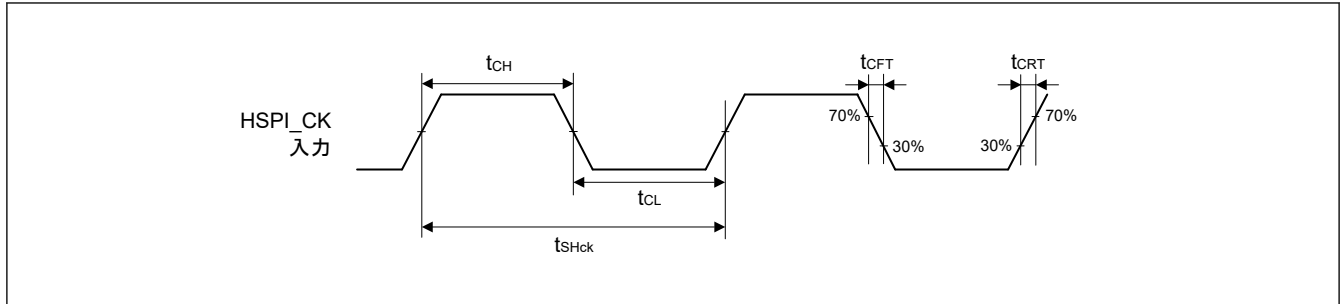 tCH
tCFT
tCRT
HSPI_CK
入力
70%
30%
30%
70%
tCL
tSHck